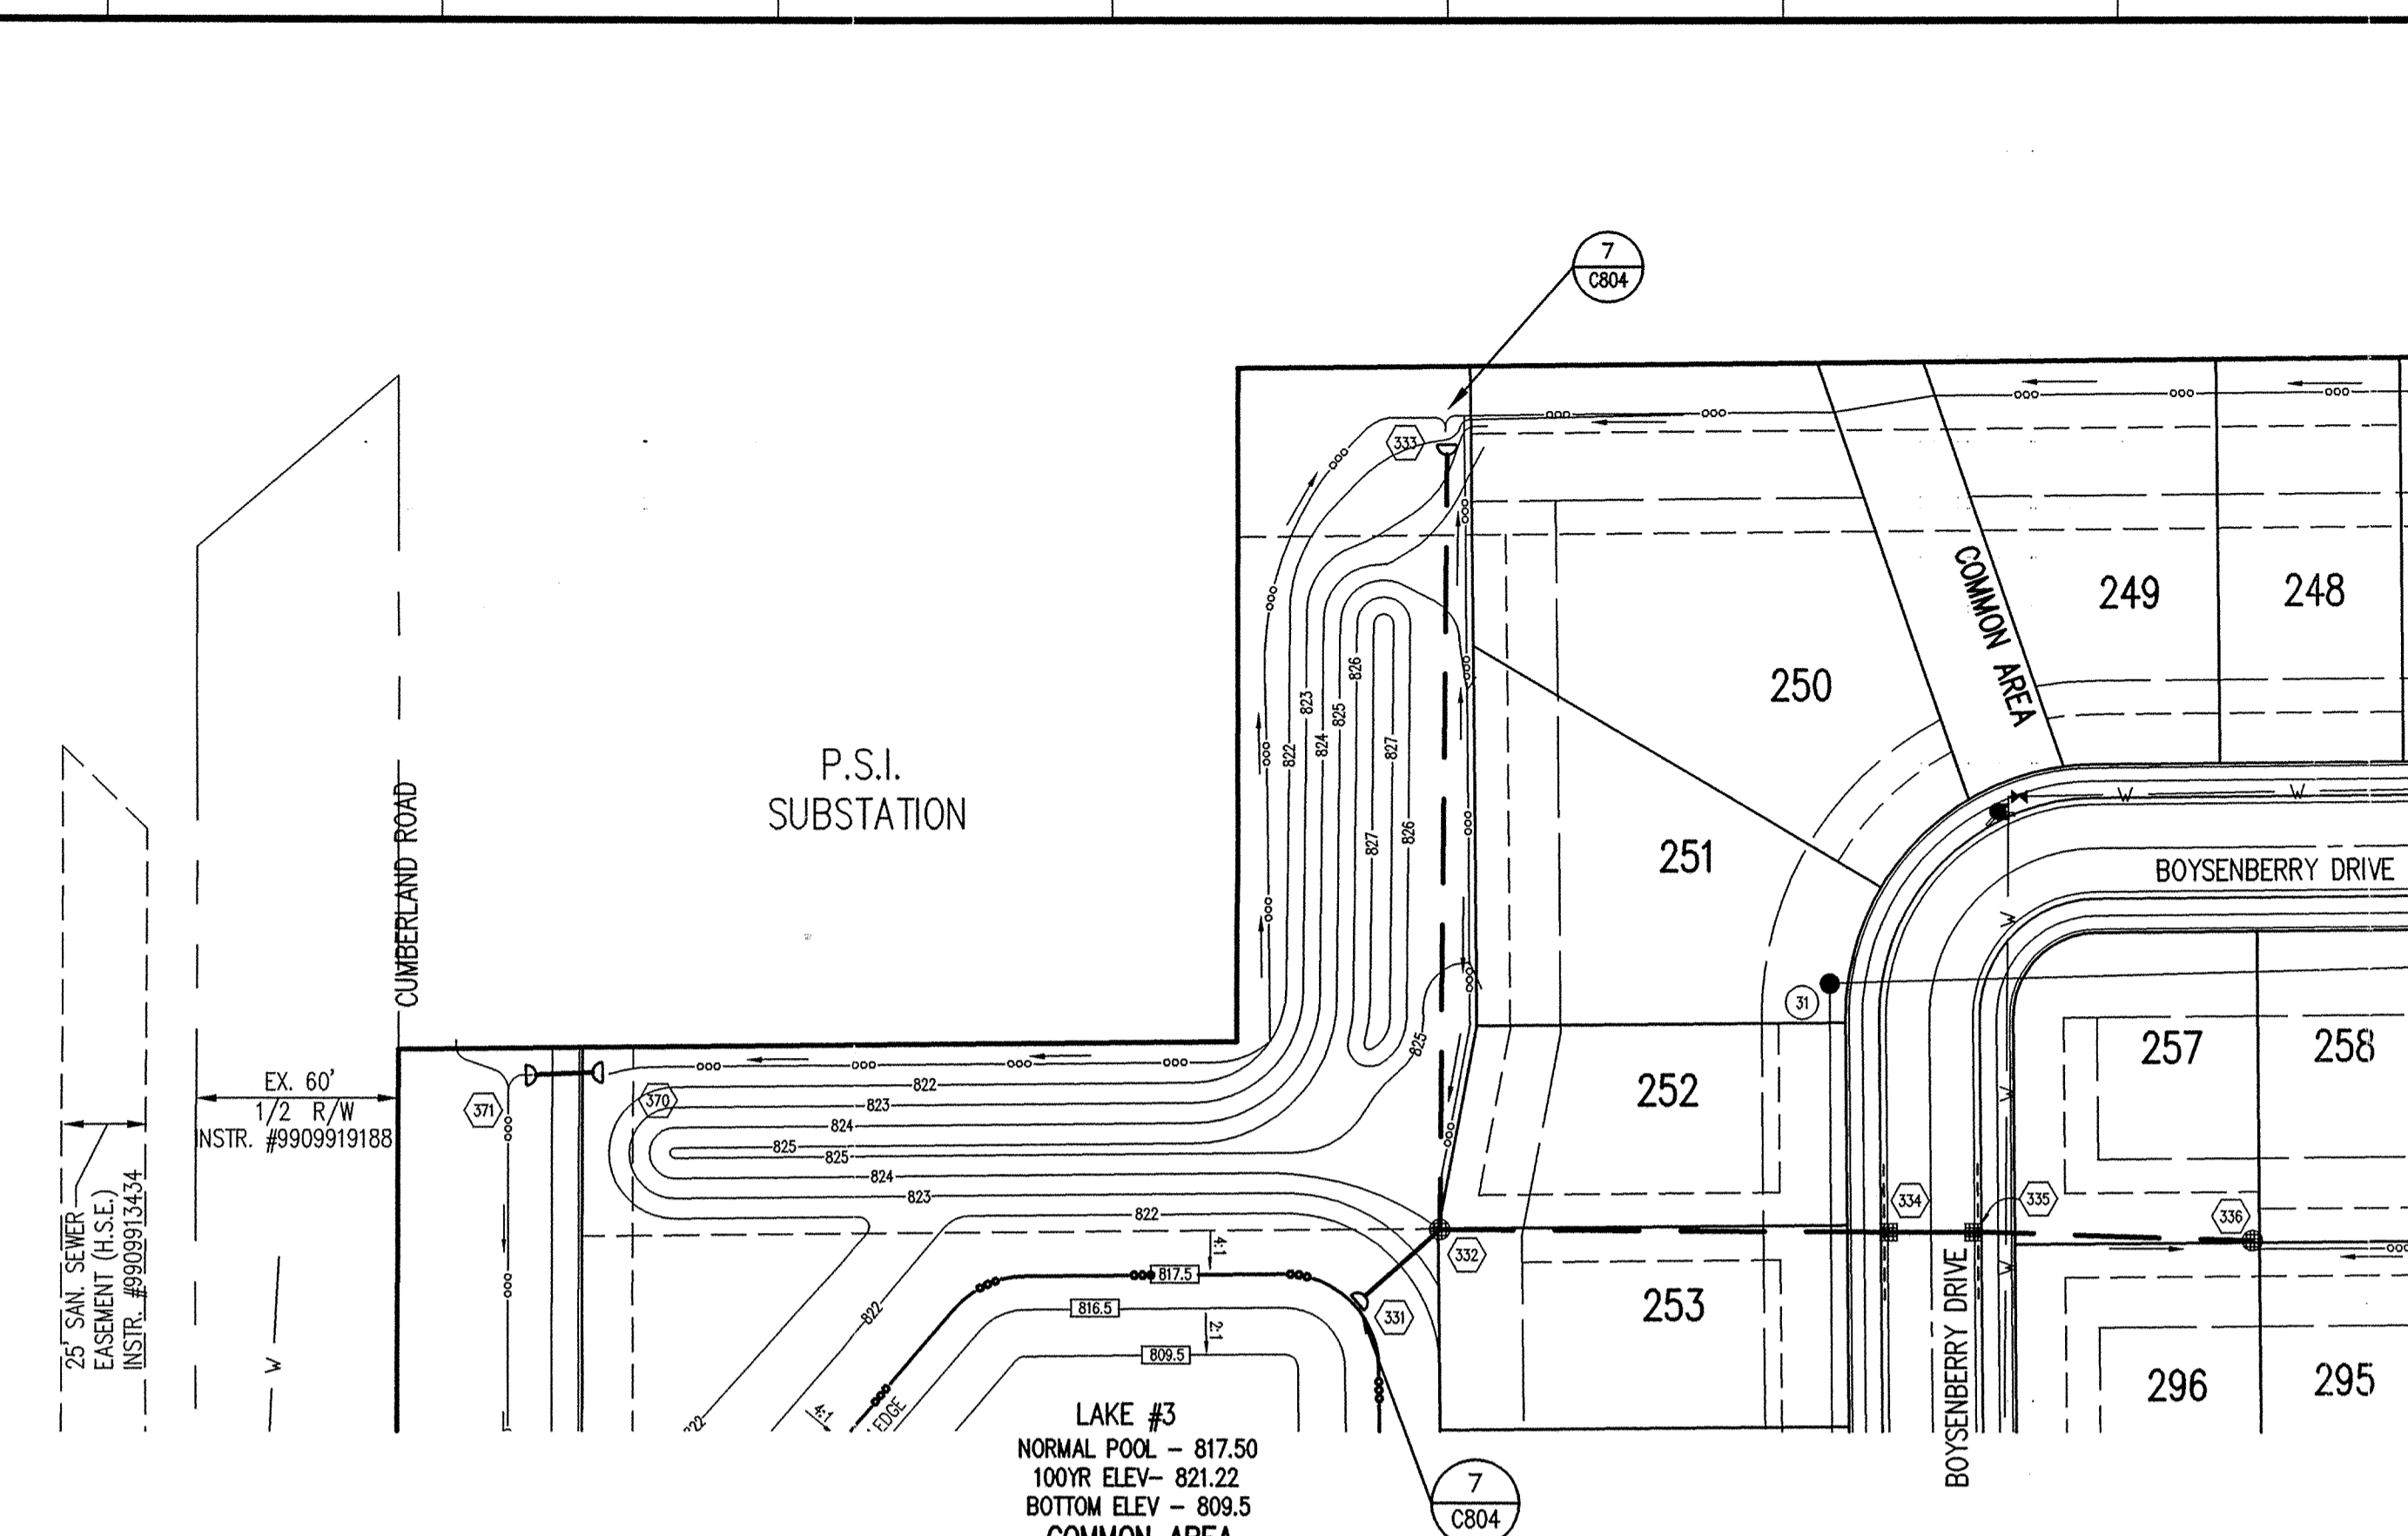 7
C804
333
COMMON AREA
249
248
250
826
823
825
822
824
827
P.S.I.
SUBSTATION
CUMBERLAND ROAD
827
826
251
W
W
BOYSENBERRY DRIVE
W
31
825
257
258
252
EX. 60'
1/2 R/W
INSTR. #9909919188
371
370
822
823
824
825
825
824
823
822
W
25' SAN. SEWER
EASEMENT (H.S.E.)
INSTR. #9909913434
334
335
336
332
4:1
817.5
816.5
2:1
809.5
331
253
W
BOYSENBERRY DRIVE
296
295
822
822
4:1
EDGE
W
LAKE #3
NORMAL POOL - 817.50
100YR ELEV- 821.22
BOTTOM ELEV - 809.5
COMMON AREA
7
C804